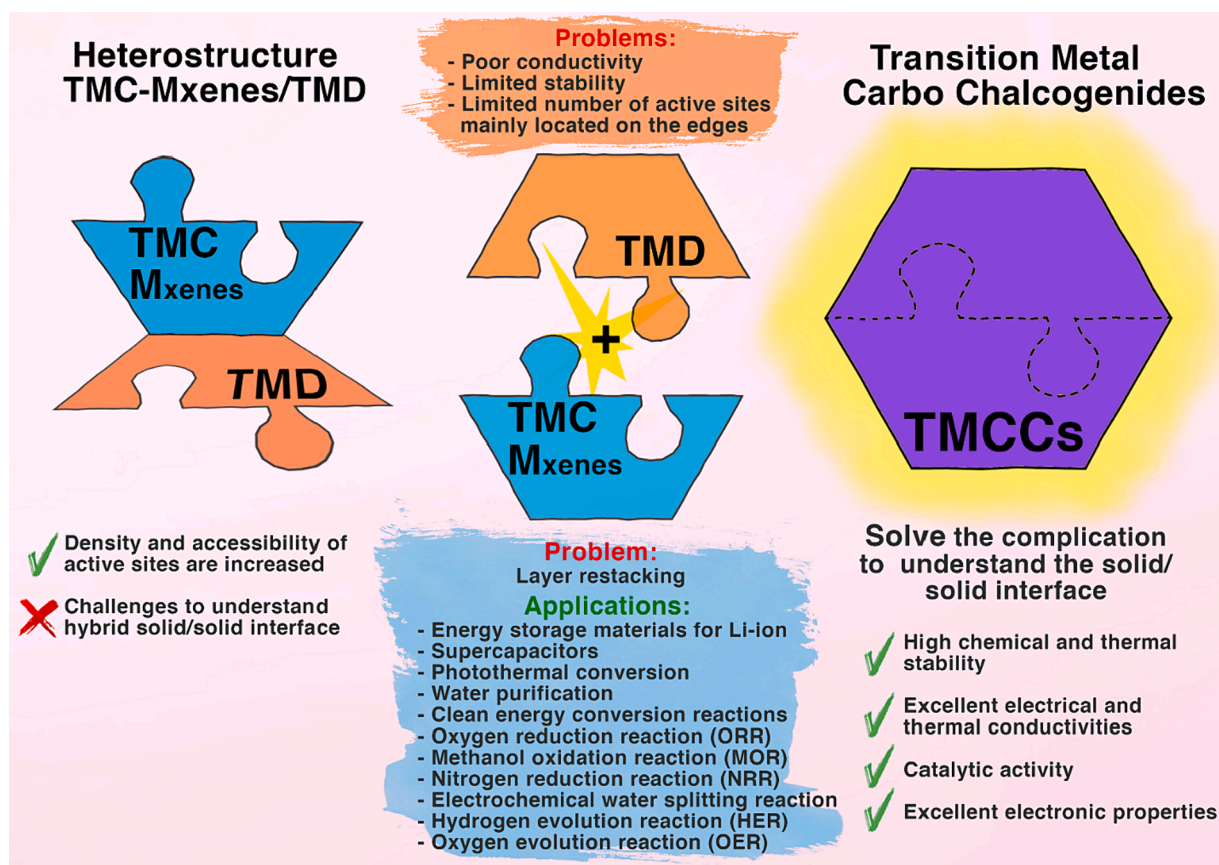 Heterostructure
TMC-Mxenes/TMD
TMC
Mxenes
TMD
Density and accessibility of
active sites are increased
Challenges to understand
hybrid solid/solid interface
Problems:
- Poor conductivity
- Limited stability
- Limited number of active sites
mainly located on the edges
TMD
+
TMC
Mxenes
Problem:
Layer restacking
Applications:
- Energy storage materials for Li-ion
- Supercapacitors
- Photothermal conversion
- Water purification
- Clean energy conversion reactions
- Oxygen reduction reaction (ORR)
- Methanol oxidation reaction (MOR)
- Nitrogen reduction reaction (NRR)
- Electrochemical water splitting reaction
- Hydrogen evolution reaction (HER)
- Oxygen evolution reaction (OER)
Transition Metal
Carbo Chalcogenides
TMCCs
Solve the complication
to understand the solid/
solid interface
High chemical and thermal
stability
Excellent electrical and
thermal conductivities
Catalytic activity
Excellent electronic properties